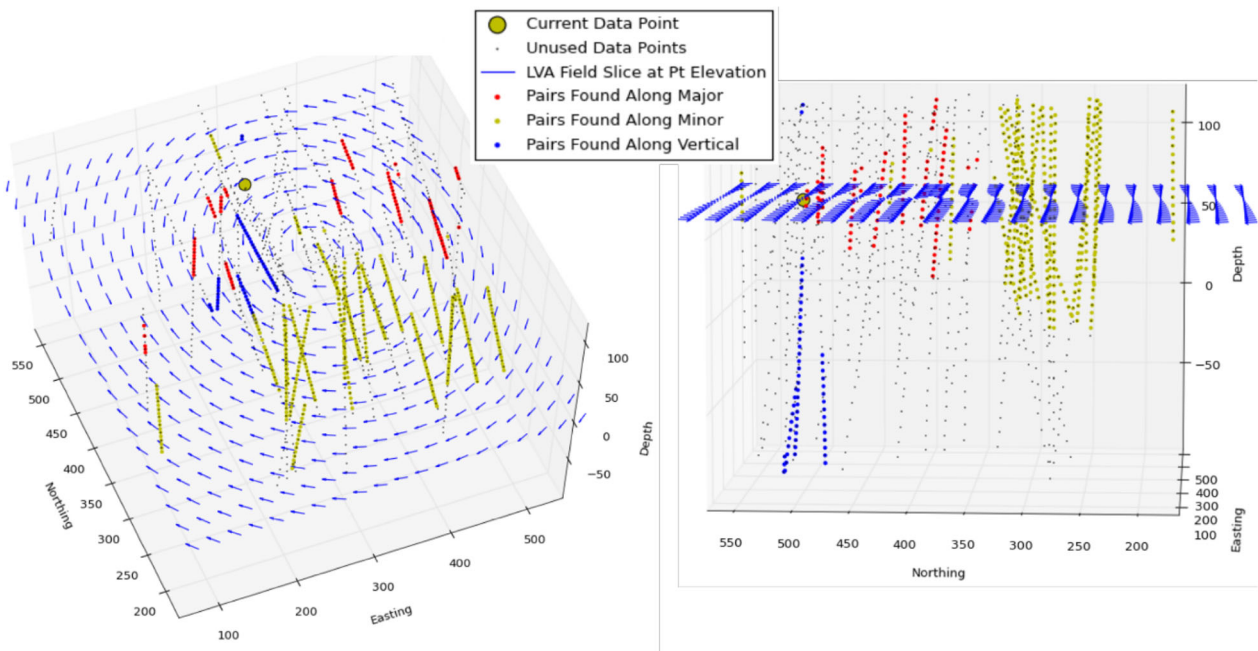 Current Data Point
Unused Data Points
LVA Field Slice at Pt Elevation
Pairs Found Along Major
Pairs Found Along Minor
Pairs Found Along Vertical
550
500
450
400
350
300
250
200
Northing
100
200
300
400
500
Easting
100
50
0
−50
Depth
100
50
0
−50
Depth
500
400
300
200
100
Easting
550
500
450
400
350
300
250
200
Northing